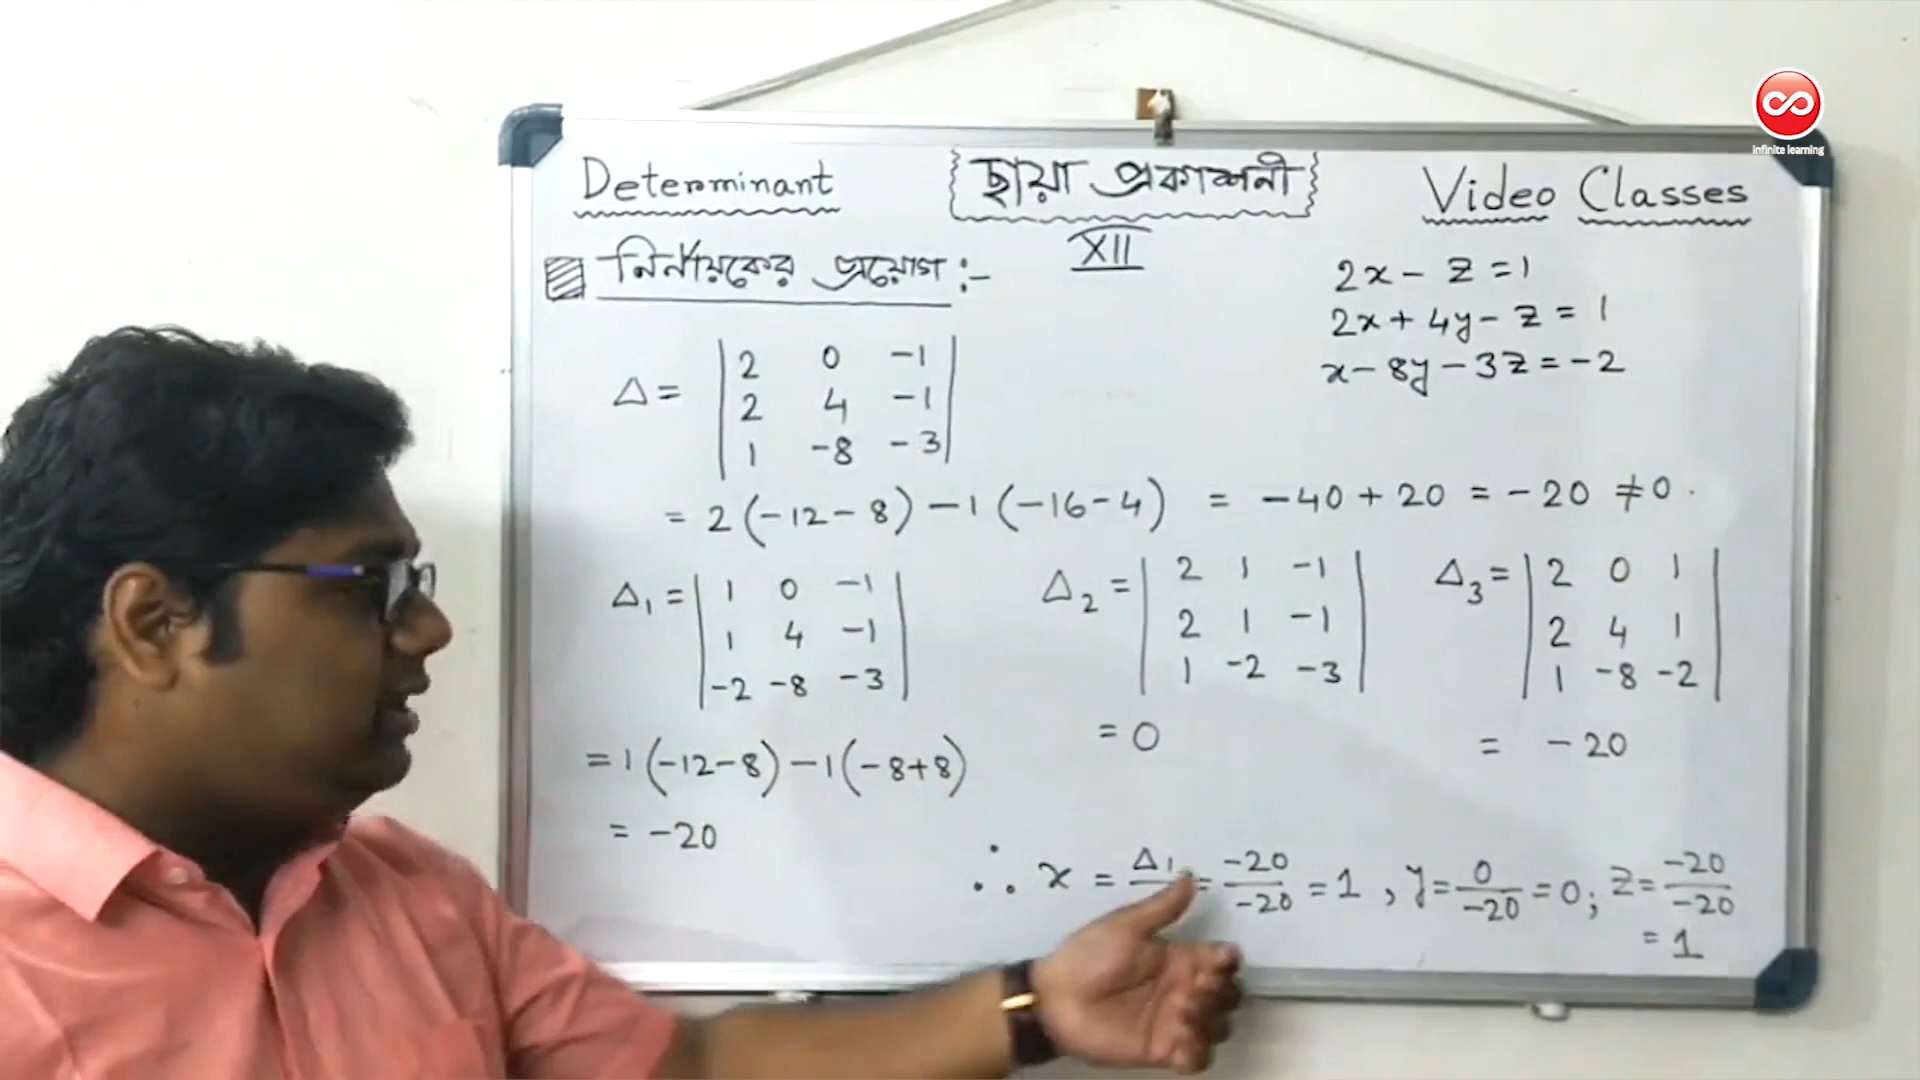 Determinant
ছায়া প্রকাশনী
Video Classes
XII
নির্ণায়কের প্রয়োগ :-
2x - z = 1
2x + 4y - z = 1
x - 8y - 3z = -2
Δ = | 2 0 -1 |
| 2 4 -1 |
| 1 -8 -3 |
= 2 (-12 - 8) - 1 (-16 - 4) = -40 + 20 = -20 ≠ 0.
Δ₁ = | 1 0 -1 |
| 1 4 -1 |
| -2 -8 -3 |
= 1 (-12 - 8) - 1 (-8 + 8)
= -20
Δ₂ = | 2 1 -1 |
| 2 1 -1 |
| 1 -2 -3 |
= 0
Δ₃ = | 2 0 1 |
| 2 4 1 |
| 1 -8 -2 |
= -20
∴ x = Δ₁ = -20/-20 = 1, y = 0/-20 = 0; z = -20/-20
= 1
infinite learning